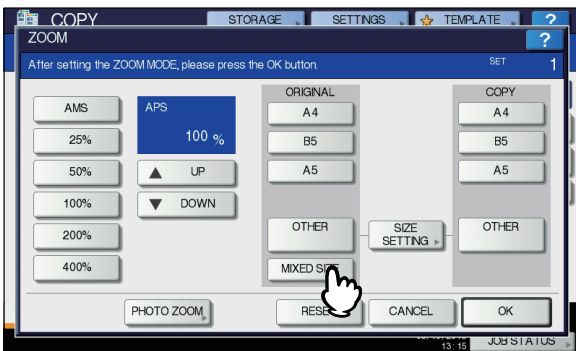 COPY
STORAGE
SETTINGS
TEMPLATE
?
ZOOM
?
After setting the ZOOM MODE, please press the OK button.
SET 1
ORIGINAL
COPY
AMS
APS
100 %
A4
A4
25%
B5
B5
50%
UP
A5
A5
100%
DOWN
200%
OTHER
SIZE
SETTING
OTHER
400%
MIXED SIZE
PHOTO ZOOM
RESET
CANCEL
OK
13:15
JOB STATUS